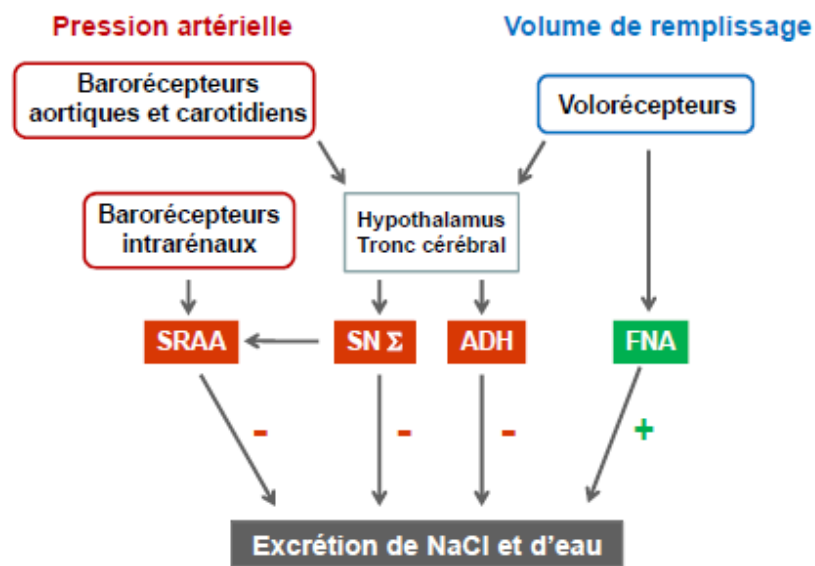 Pression artérielle
Volume de remplissage
Barorécepteurs
aortiques et carotidiens
Volorécepteurs
Barorécepteurs
intrarénaux
Hypothalamus
Tronc cérébral
SRAA
SN Σ
ADH
FNA
-
-
-
+
Excrétion de NaCl et d'eau